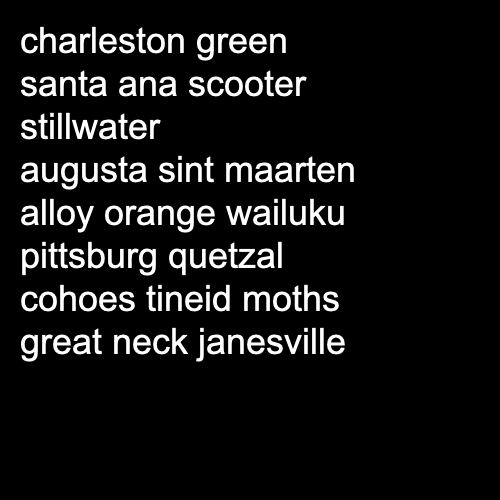 charleston green
santa ana scooter
stillwater
augusta sint maarten
alloy orange wailuku
pittsburg quetzal
cohoes tineid moths
great neck janesville